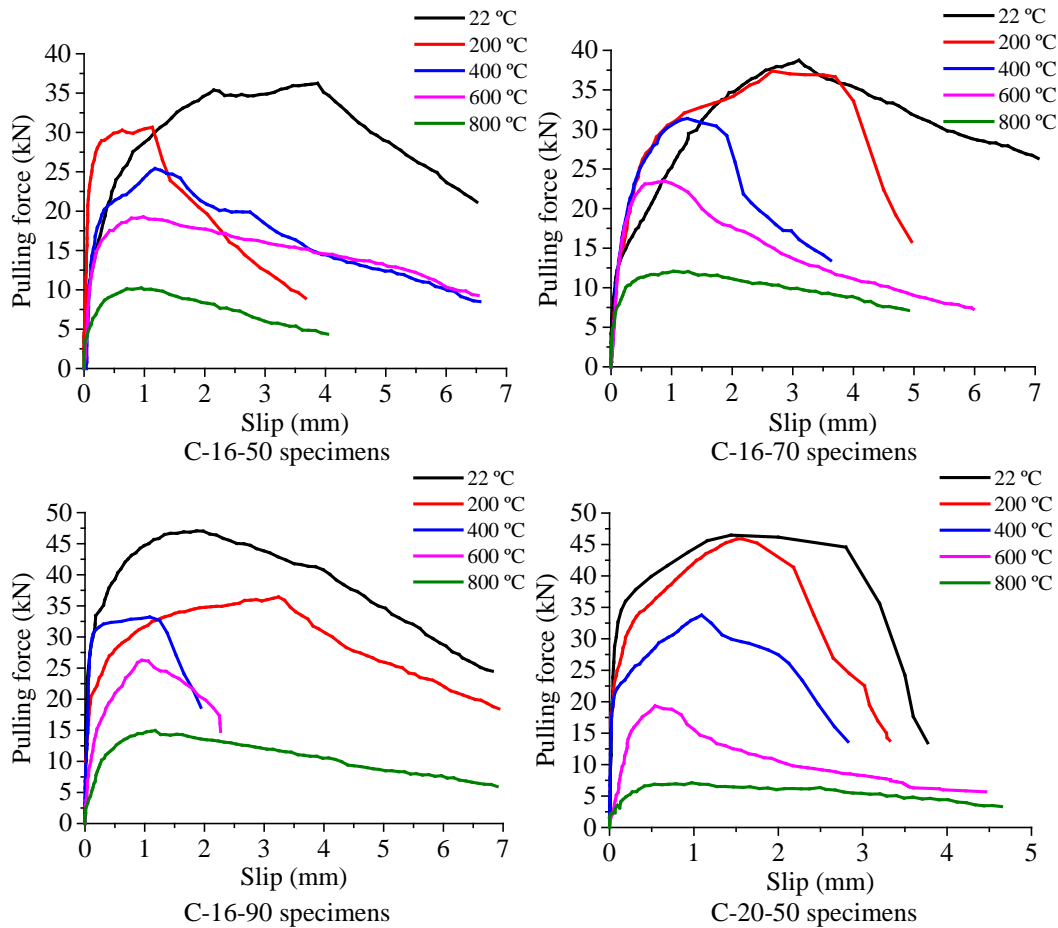 22 ºC
200 ºC
400 ºC
600 ºC
800 ºC
Pulling force (kN)
40
35
30
25
20
15
10
5
0
0 1 2 3 4 5 6 7
Slip (mm)
C-16-50 specimens
22 ºC
200 ºC
400 ºC
600 ºC
800 ºC
Pulling force (kN)
40
35
30
25
20
15
10
5
0
0 1 2 3 4 5 6 7
Slip (mm)
C-16-70 specimens
22 ºC
200 ºC
400 ºC
600 ºC
800 ºC
Pulling force (kN)
50
45
40
35
30
25
20
15
10
5
0
0 1 2 3 4 5 6 7
Slip (mm)
C-16-90 specimens
22 ºC
200 ºC
400 ºC
600 ºC
800 ºC
Pulling force (kN)
50
45
40
35
30
25
20
15
10
5
0
0 1 2 3 4 5
Slip (mm)
C-20-50 specimens